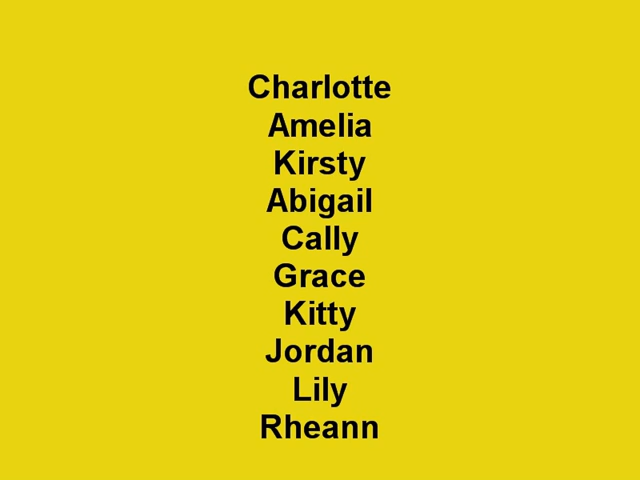 Charlotte
Amelia
Kirsty
Abigail
Cally
Grace
Kitty
Jordan
Lily
Rheann